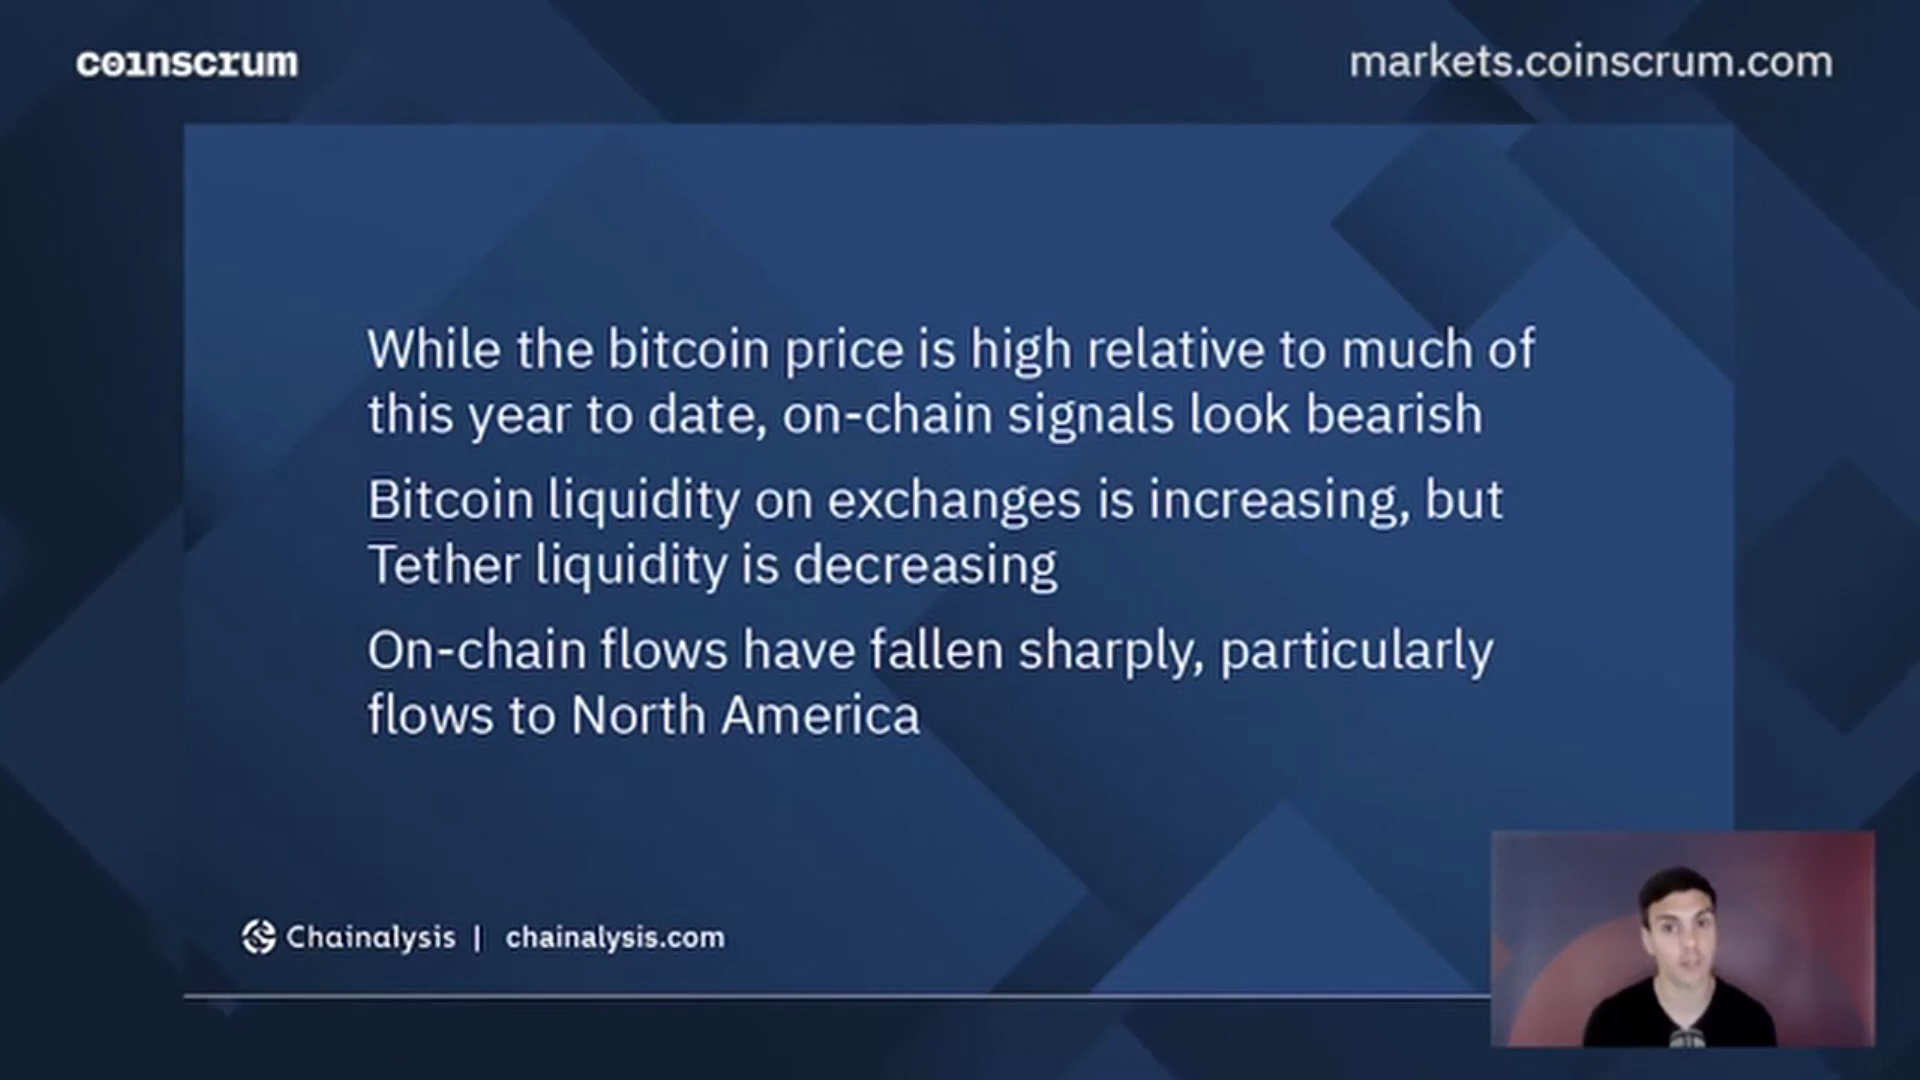 coinscrum
markets.coinscrum.com
While the bitcoin price is high relative to much of
this year to date, on-chain signals look bearish
Bitcoin liquidity on exchanges is increasing, but
Tether liquidity is decreasing
On-chain flows have fallen sharply, particularly
flows to North America
Chainalysis | chainalysis.com